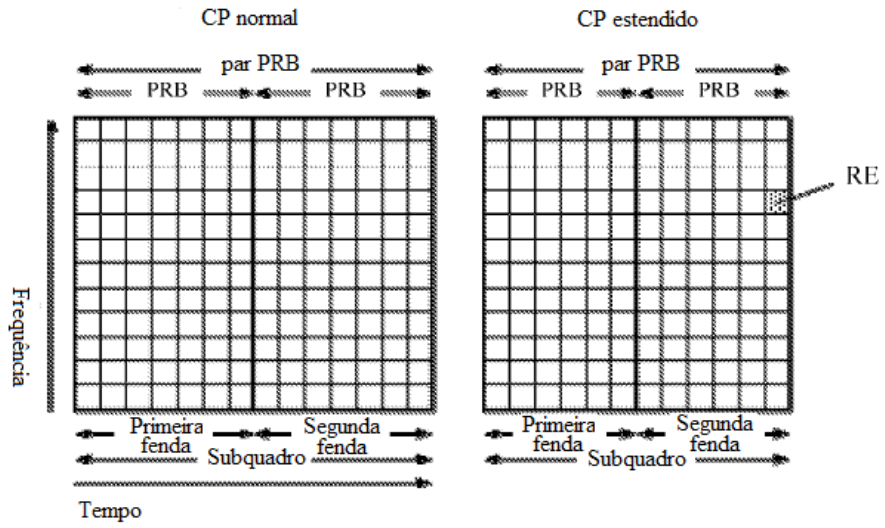 CP normal
CP estendido
par PRB
par PRB
PRB
PRB
PRB
PRB
RE
Frequência
Primeira
fenda
Segunda
fenda
Primeira
fenda
Segunda
fenda
Subquadro
Subquadro
Tempo